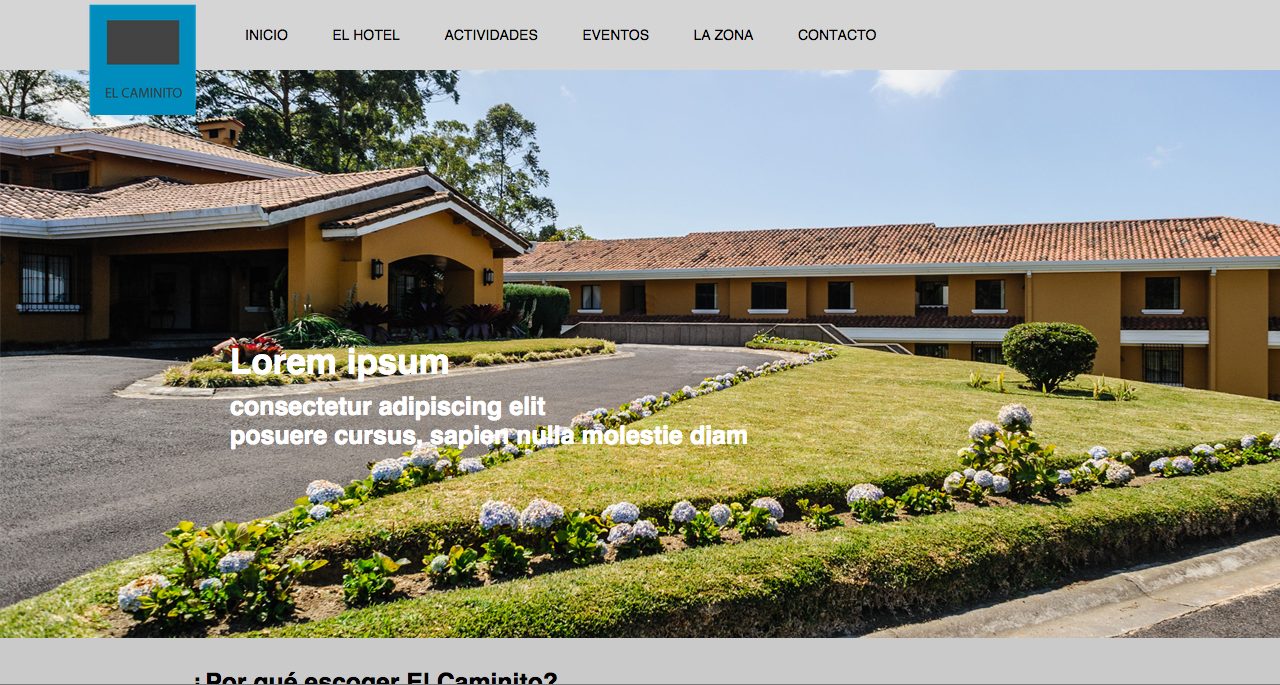 INICIO EL HOTEL ACTIVIDADES EVENTOS LA ZONA CONTACTO
EL CAMINITO
Lorem ipsum
consectetur adipiscing elit
posuere cursus, sapien nulla molestie diam
¿Por qué escoger El Caminito?